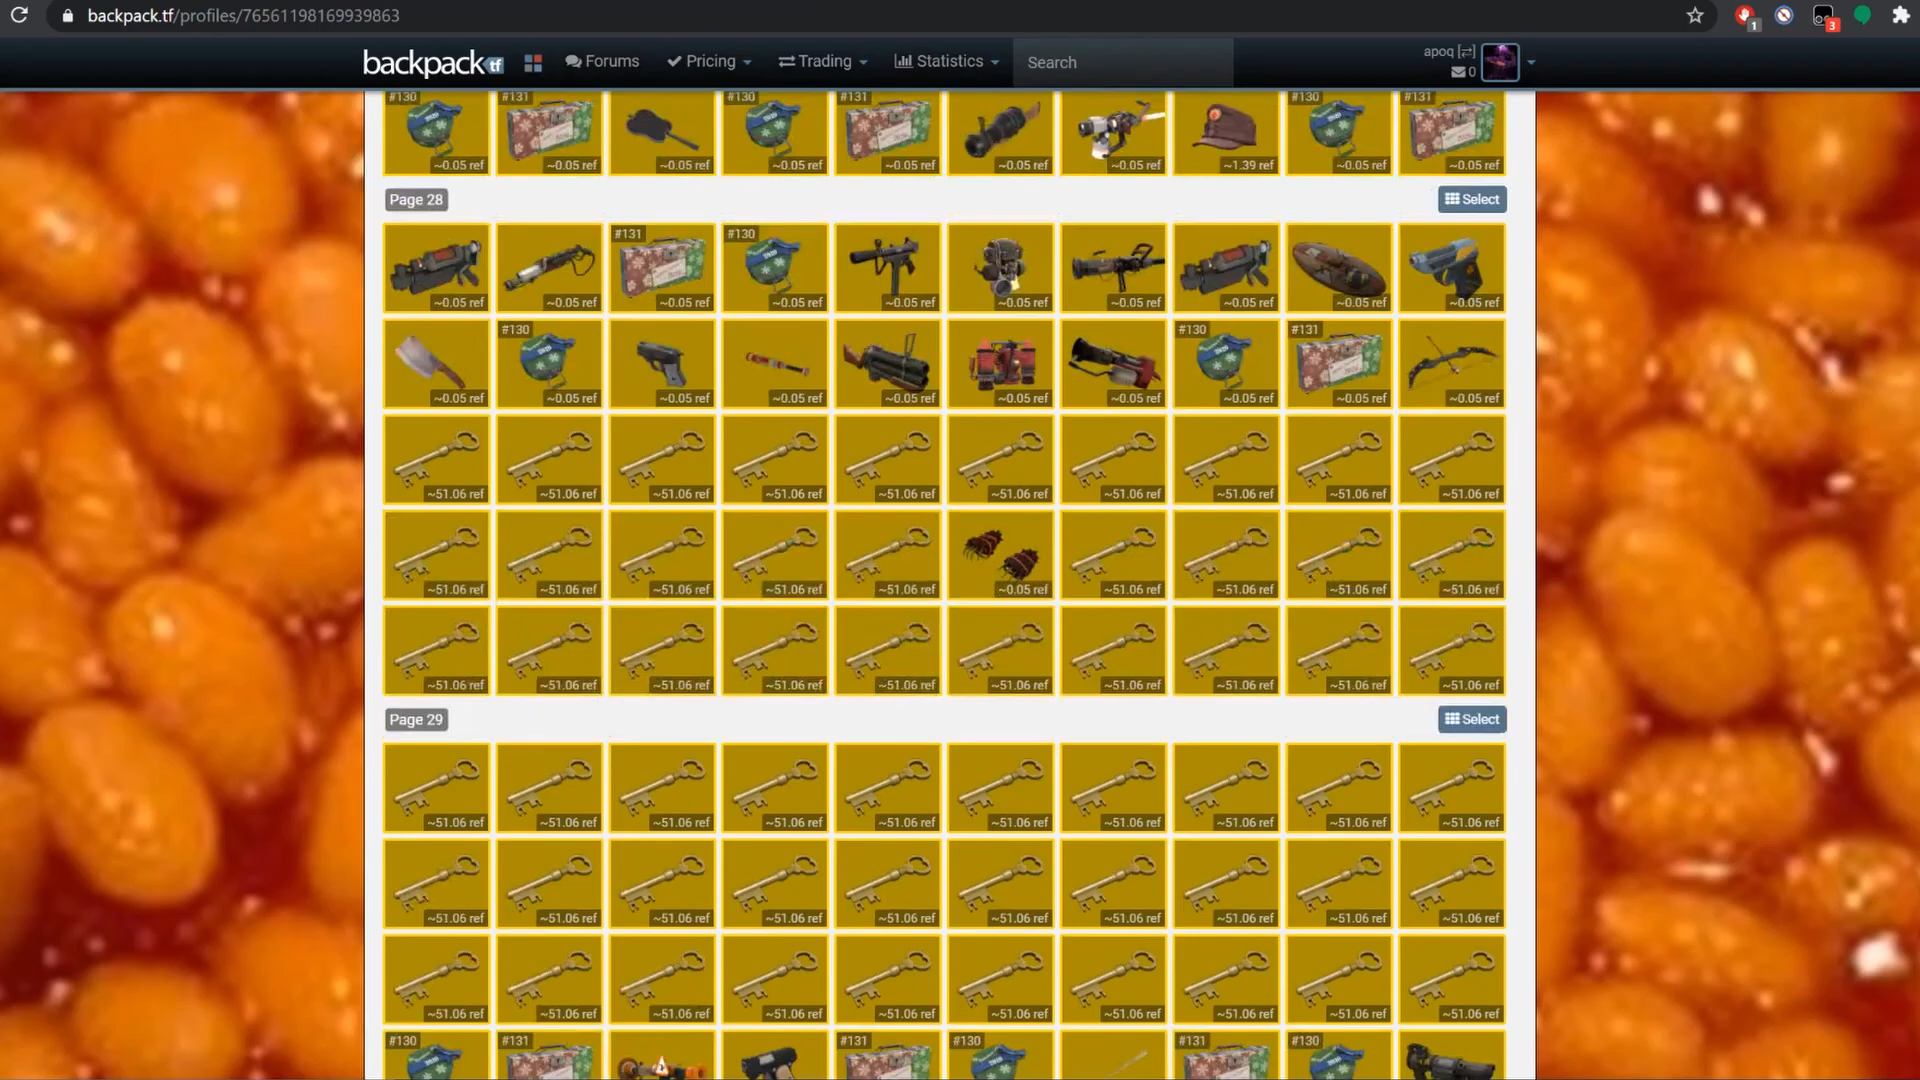 backpack.tf/profiles/76561198169939863
1
3
backpack tf Forums Pricing Trading Statistics Search
apoq
0
#130 #131 #130 #131 #130 #131
~0.05 ref ~0.05 ref ~0.05 ref ~0.05 ref ~0.05 ref ~0.05 ref ~0.05 ref ~1.39 ref ~0.05 ref ~0.05 ref
Page 28 Select
#131 #130
~0.05 ref ~0.05 ref ~0.05 ref ~0.05 ref ~0.05 ref ~0.05 ref ~0.05 ref ~0.05 ref ~0.05 ref ~0.05 ref
#130 #130 #131
~0.05 ref ~0.05 ref ~0.05 ref ~0.05 ref ~0.05 ref ~0.05 ref ~0.05 ref ~0.05 ref ~0.05 ref ~0.05 ref
~51.06 ref ~51.06 ref ~51.06 ref ~51.06 ref ~51.06 ref ~51.06 ref ~51.06 ref ~51.06 ref ~51.06 ref ~51.06 ref
~51.06 ref ~51.06 ref ~51.06 ref ~51.06 ref ~51.06 ref ~0.05 ref ~51.06 ref ~51.06 ref ~51.06 ref ~51.06 ref
~51.06 ref ~51.06 ref ~51.06 ref ~51.06 ref ~51.06 ref ~51.06 ref ~51.06 ref ~51.06 ref ~51.06 ref ~51.06 ref
Page 29 Select
~51.06 ref ~51.06 ref ~51.06 ref ~51.06 ref ~51.06 ref ~51.06 ref ~51.06 ref ~51.06 ref ~51.06 ref ~51.06 ref
~51.06 ref ~51.06 ref ~51.06 ref ~51.06 ref ~51.06 ref ~51.06 ref ~51.06 ref ~51.06 ref ~51.06 ref ~51.06 ref
~51.06 ref ~51.06 ref ~51.06 ref ~51.06 ref ~51.06 ref ~51.06 ref ~51.06 ref ~51.06 ref ~51.06 ref ~51.06 ref
#130 #131 #131 #130 #131 #130